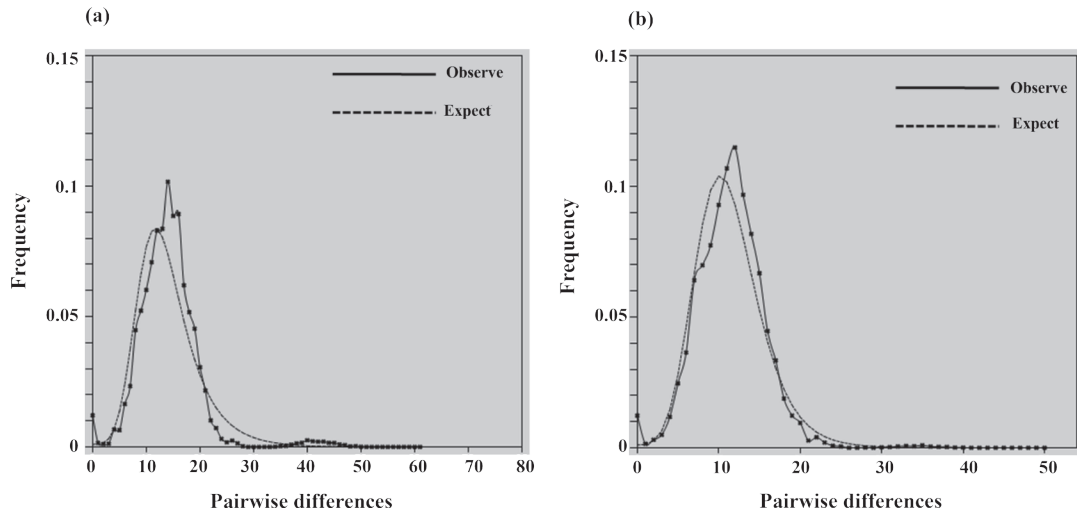 (a)
0.15
0.1
0.05
0
Frequency
Observe
Expect
0 10 20 30 40 50 60 70 80
Pairwise differences
(b)
0.15
0.1
0.05
0
Frequency
Observe
Expect
0 10 20 30 40 50
Pairwise differences